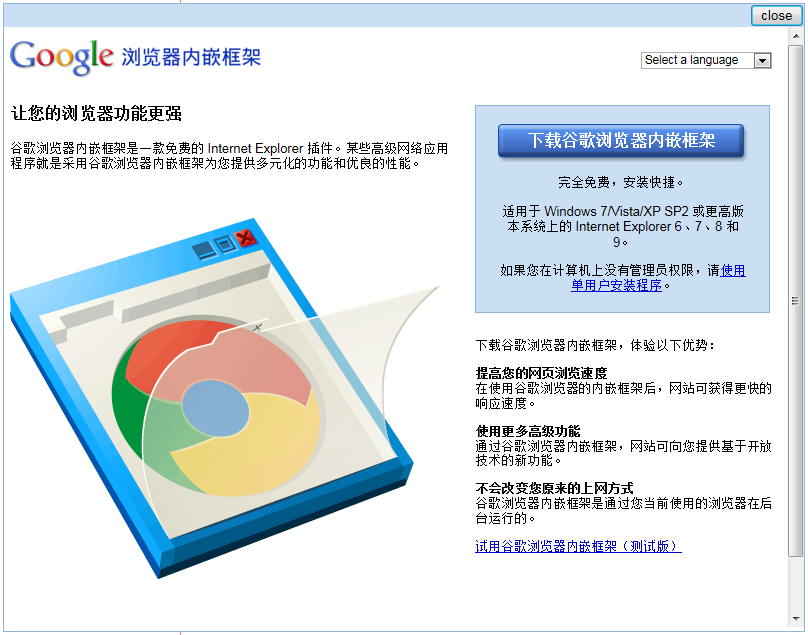 close
Google 浏览器内嵌框架
Select a language
让您的浏览器功能更强
谷歌浏览器内嵌框架是一款免费的 Internet Explorer 插件。某些高级网络应用
程序就是采用谷歌浏览器内嵌框架为您提供多元化的功能和优良的性能。
下载谷歌浏览器内嵌框架
完全免费，安装快捷。
适用于 Windows 7/Vista/XP SP2 或更高版
本系统上的 Internet Explorer 6、7、8 和
9。
如果您在计算机上没有管理员权限，请使用
单用户安装程序。
下载谷歌浏览器内嵌框架，体验以下优势：
提高您的网页浏览速度
在使用谷歌浏览器的内嵌框架后，网站可获得更快的
响应速度。
使用更多高级功能
通过谷歌浏览器内嵌框架，网站可向您提供基于开放
技术的新功能。
不会改变您原来的上网方式
谷歌浏览器内嵌框架是通过您当前使用的浏览器在后
台运行的。
试用谷歌浏览器内嵌框架（测试版）